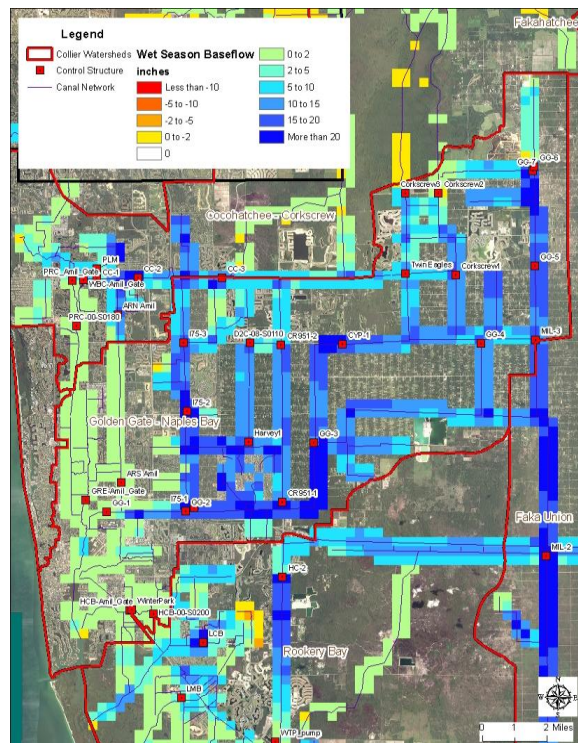 Legend
Collier Watersheds
Control Structure
Canal Network
Wet Season Baseflow
inches
Less than -10
-5 to -10
-2 to -5
0 to -2
0
0 to 2
2 to 5
5 to 10
10 to 15
15 to 20
More than 20
Fakahatchee
GG-6
GG-7
Corkscrew3
Corkscrew2
Cocohatchee - Corkscrew
PLM
PRC_Amil_Gate
CC-1
CC-2
CC-3
WBC-Amil_Gate
Twin Eagles
Corkscrew1
GG-5
ARN Amil
PRC-00-S0180
I75-3
D2C-08-S0110
CR951-2
CYP-1
GG-4
MIL-3
I75-2
Golden Gate - Naples Bay
Harvey1
GG-3
ARS Amil
GRE-Amil_Gate
GG-1
I75-1
GG-2
CR951-1
Faka Union
MIL-2
HC-2
HCB-Amil_Gate
WinterPark
HCB-00-S0200
LCB
Rookery Bay
LMB
WTP_pump
W
E
S
0 1 2 Miles